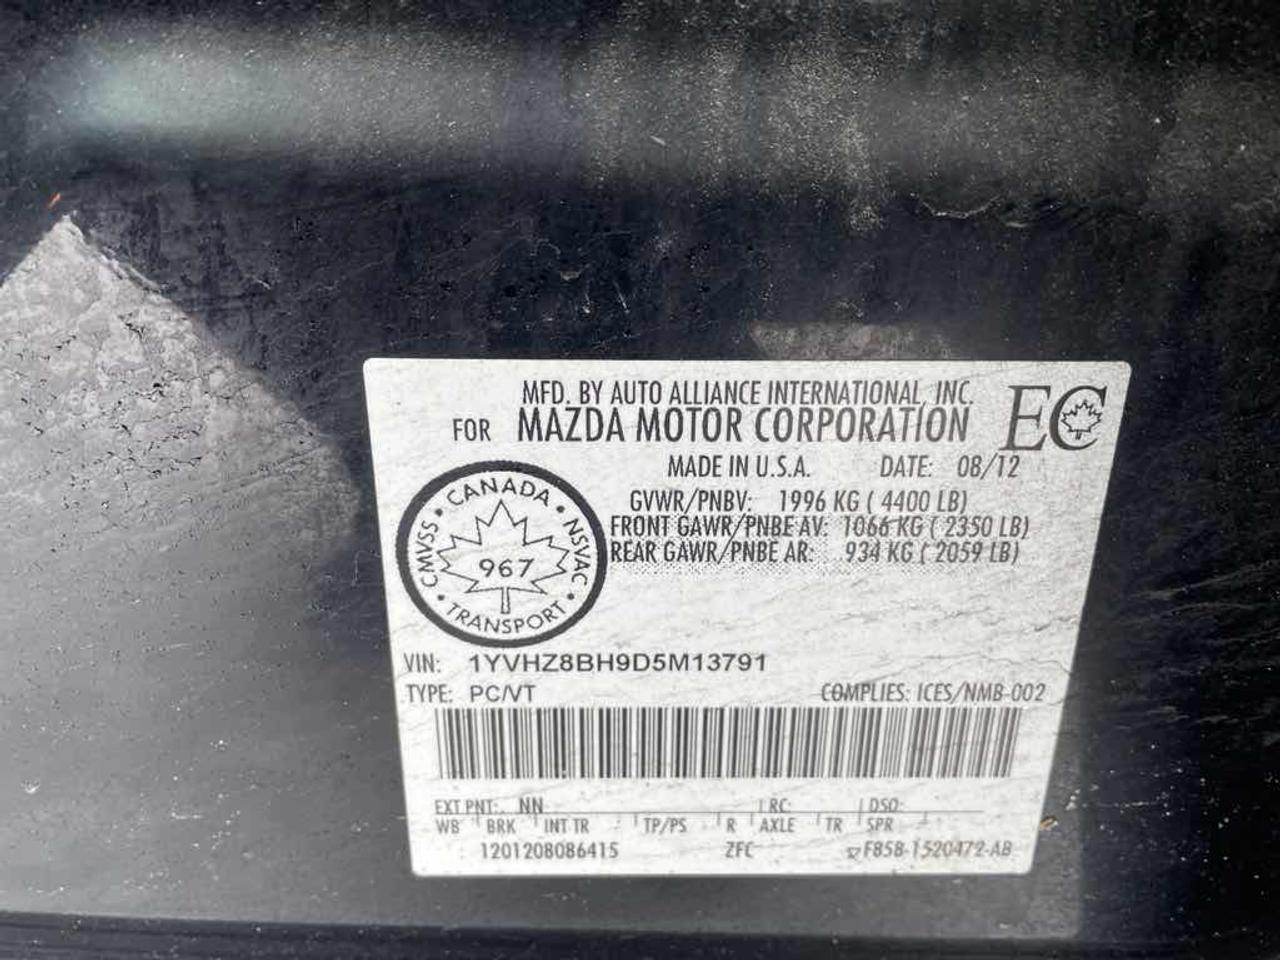 MFD. BY AUTO ALLIANCE INTERNATIONAL, INC.
FOR MAZDA MOTOR CORPORATION
EC
MADE IN U.S.A. DATE: 08/12
GVWR/PNBV: 1996 KG ( 4400 LB)
FRONT GAWR/PNBE AV: 1066 KG ( 2350 LB)
REAR GAWR/PNBE AR: 934 KG ( 2059 LB)
CANADA
CMVSS
NSVAC
967
TRANSPORT
VIN: 1YVHZ8BH9D5M13791
TYPE: PC/VT COMPLIES: ICES/NMB-002
EXT PNT: NN RC: DSO:
WB BRK INT TR TP/PS R AXLE TR SPR
1201208086415 ZFC F85B-1520472-AB